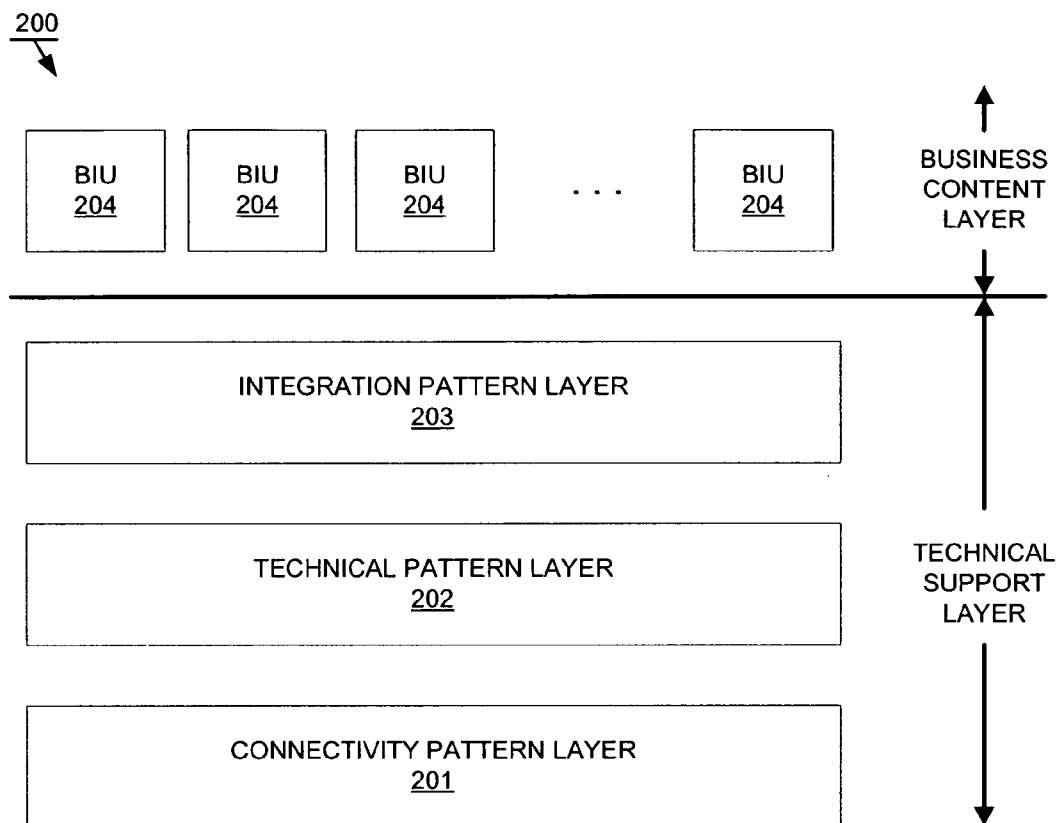 200
BIU
204
BIU
204
BIU
204
. . .
BIU
204
BUSINESS
CONTENT
LAYER
INTEGRATION PATTERN LAYER
203
TECHNICAL PATTERN LAYER
202
TECHNICAL
SUPPORT
LAYER
CONNECTIVITY PATTERN LAYER
201